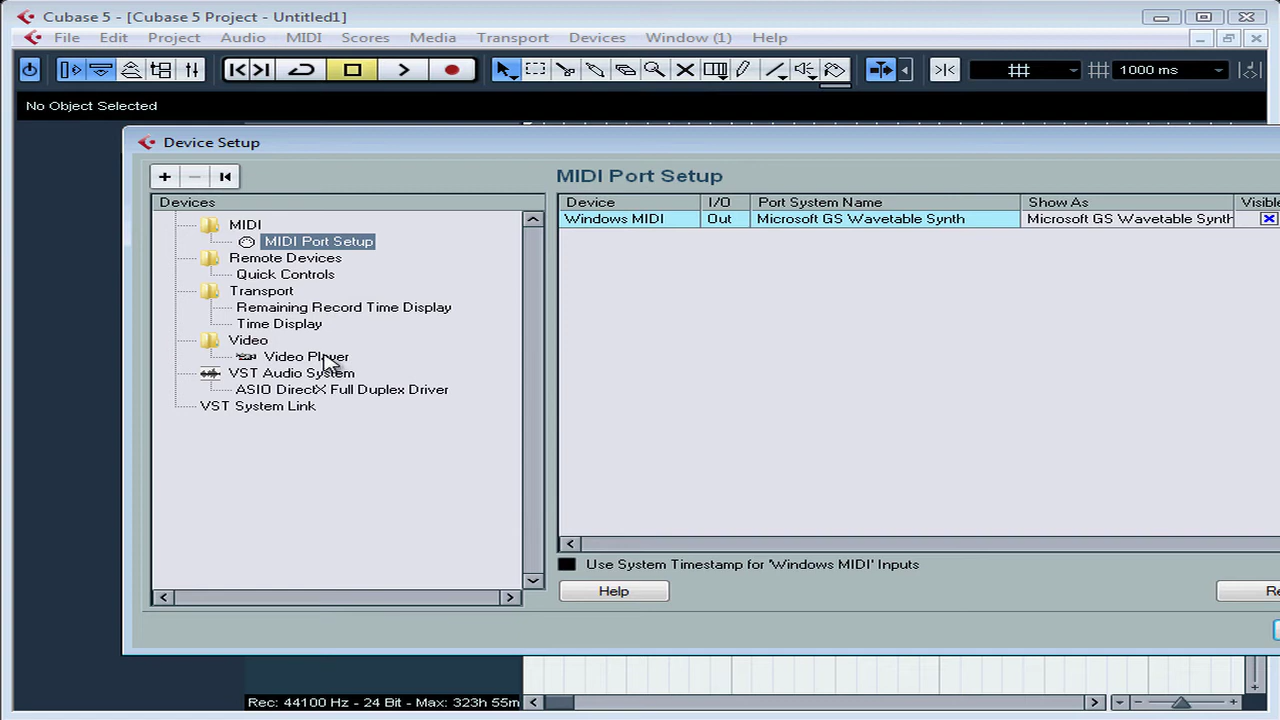 Cubase 5 - [Cubase 5 Project - Untitled1]
File Edit Project Audio MIDI Scores Media Transport Devices Window (1) Help
1000 ms
No Object Selected
Device Setup
MIDI Port Setup
Devices
Device I/O Port System Name Show As Visible
Windows MIDI Out Microsoft GS Wavetable Synth Microsoft GS Wavetable Synth
MIDI
MIDI Port Setup
Remote Devices
Quick Controls
Transport
Remaining Record Time Display
Time Display
Video
Video Player
VST Audio System
ASIO DirectX Full Duplex Driver
VST System Link
Use System Timestamp for 'Windows MIDI' Inputs
Help
Re
Rec: 44100 Hz - 24 Bit - Max: 323h 55m